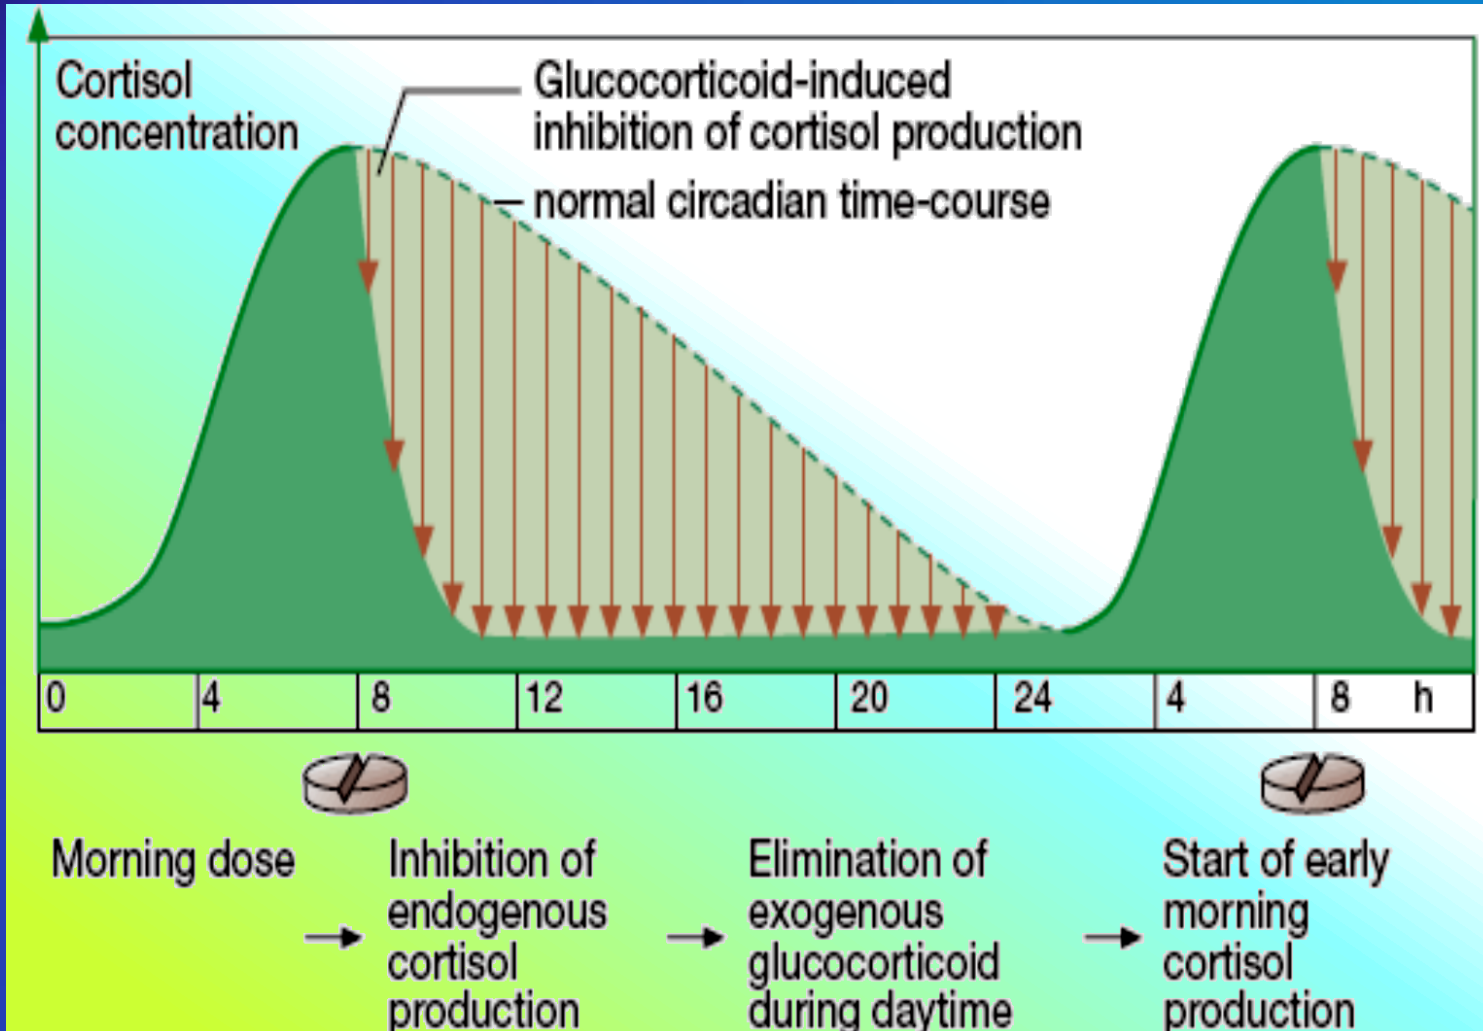 Cortisol
concentration
Glucocorticoid-induced
inhibition of cortisol production
normal circadian time-course
0 4 8 12 16 20 24 4 8 h
Morning dose
Inhibition of
endogenous
cortisol
production
Elimination of
exogenous
glucocorticoid
during daytime
Start of early
morning
cortisol
production